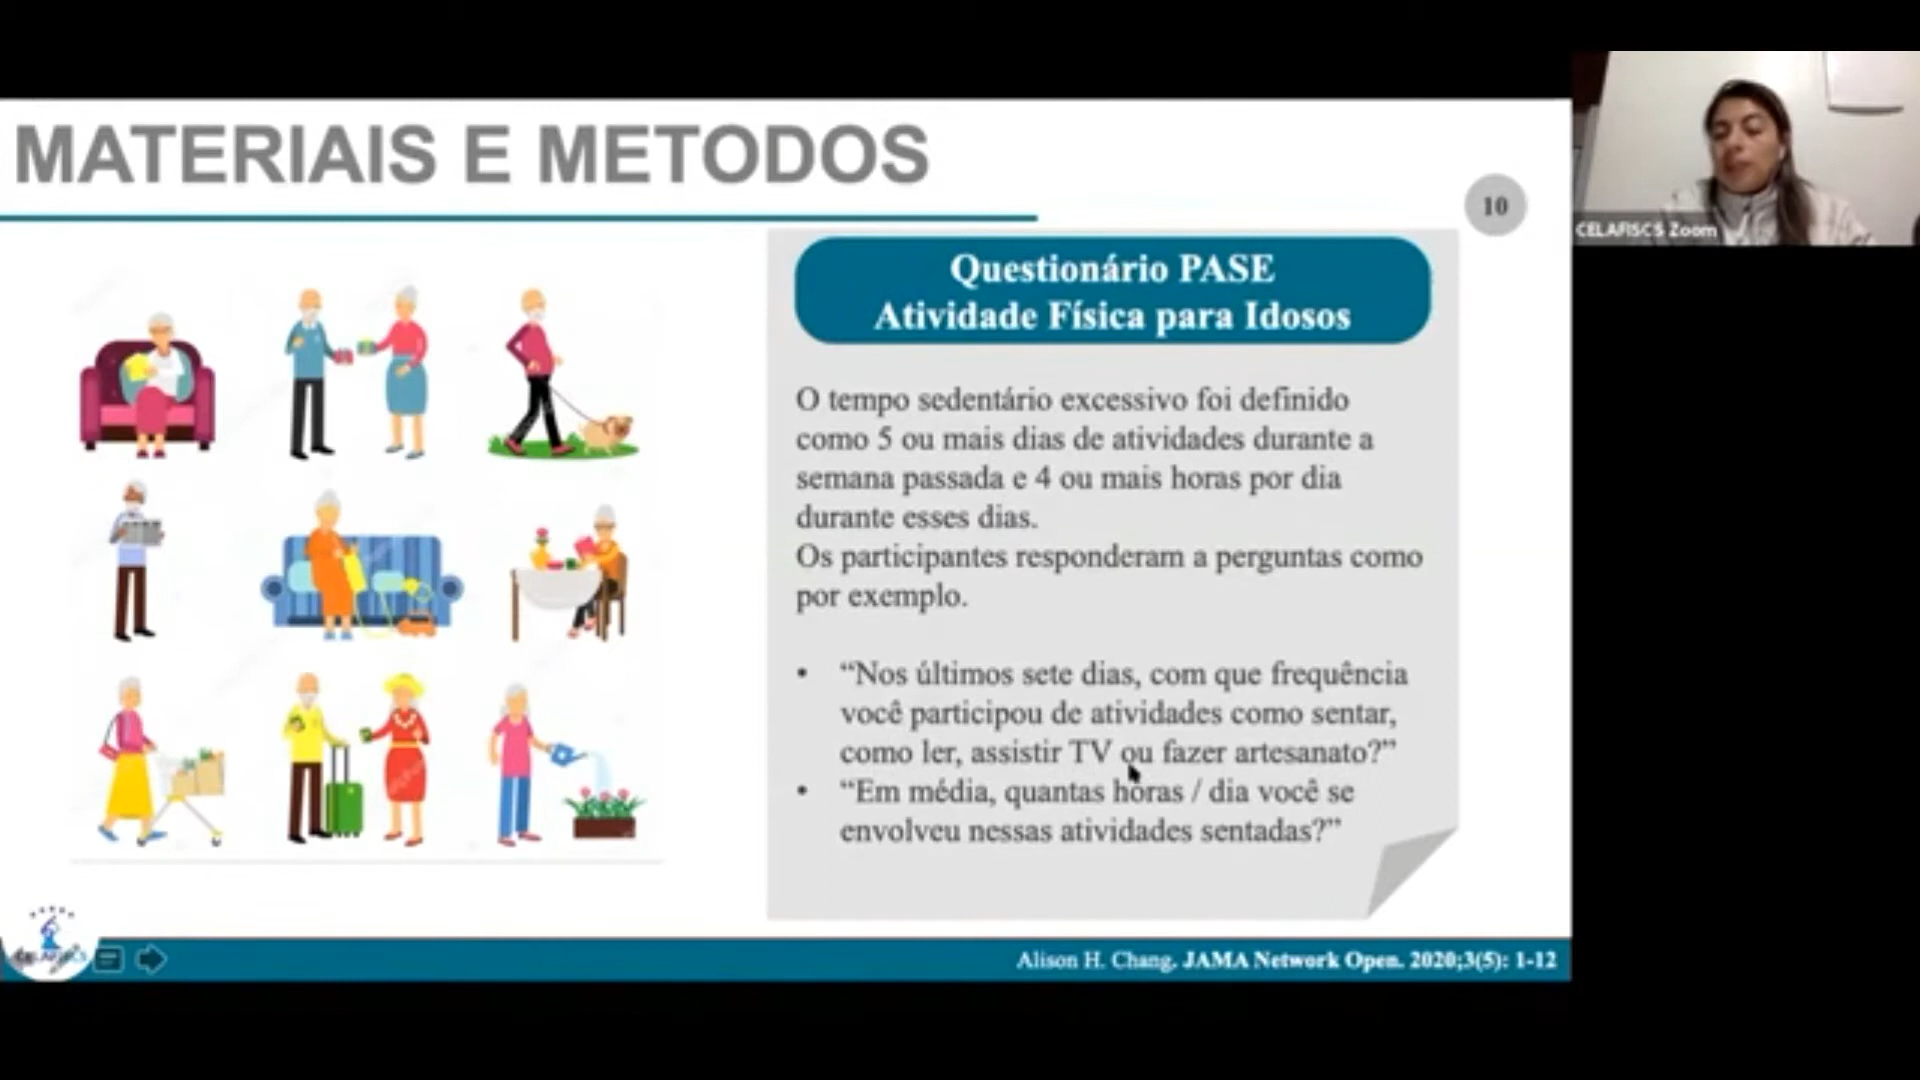 MATERIAIS E METODOS
10
CELAFISCS Zoom
Questionário PASE
Atividade Física para Idosos
O tempo sedentário excessivo foi definido
como 5 ou mais dias de atividades durante a
semana passada e 4 ou mais horas por dia
durante esses dias.
Os participantes responderam a perguntas como
por exemplo.
• “Nos últimos sete dias, com que frequência
você participou de atividades como sentar,
como ler, assistir TV ou fazer artesanato?”
• “Em média, quantas horas / dia você se
envolveu nessas atividades sentadas?”
CELAFISCS
Alison H. Chang. JAMA Network Open. 2020;3(5): 1-12